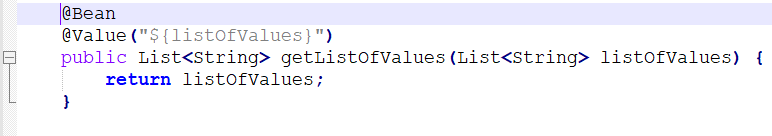 @Bean
@Value("${listOfValues}")
public List<String> getListOfValues(List<String> listOfValues) {
    return listOfValues;
}